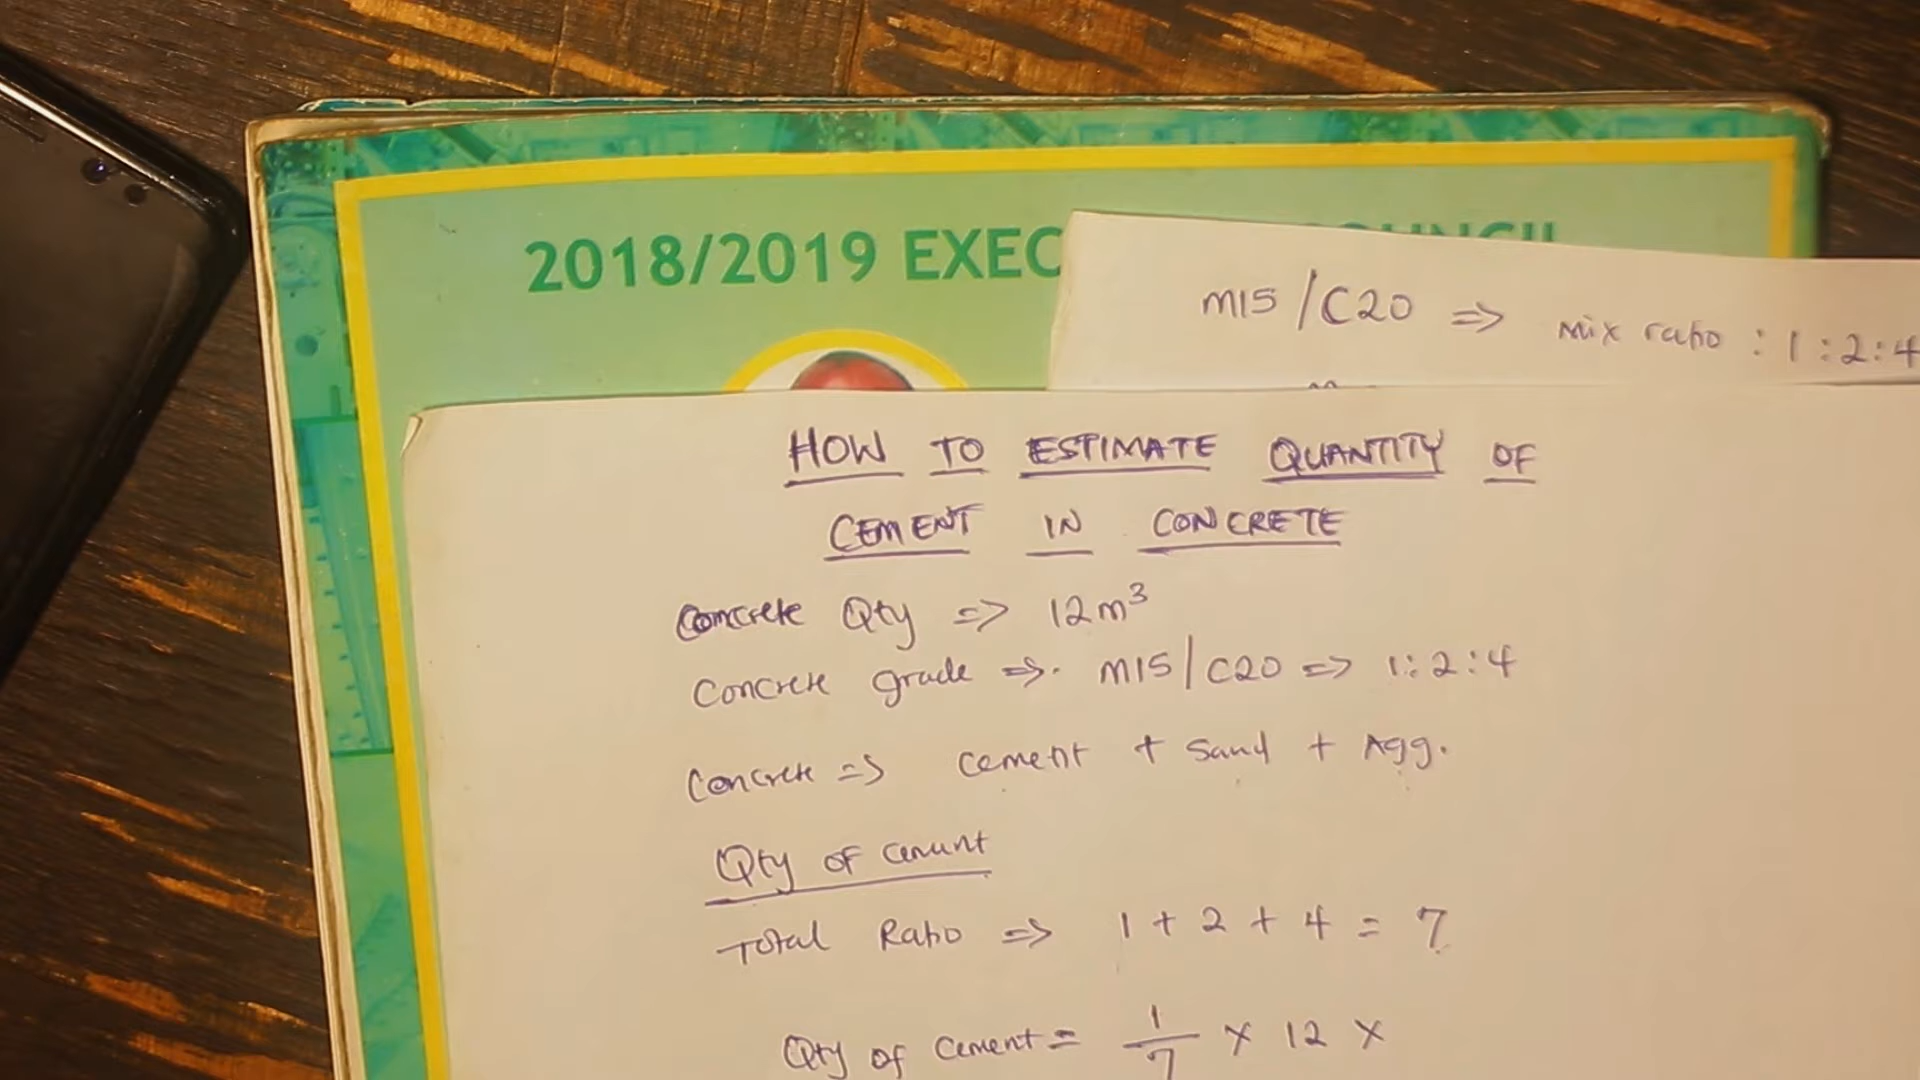 2018/2019 EXEC
M15/C20 => Mix ratio : 1:2:4
HOW TO ESTIMATE QUANTITY OF
CEMENT IN CONCRETE
Concrete Qty => 12m³
Concrete grade => M15/C20 => 1:2:4
Concrete => Cement + Sand + Agg.
Qty of cement
Total Ratio => 1 + 2 + 4 = 7
Qty of Cement = 1/7 x 12 x